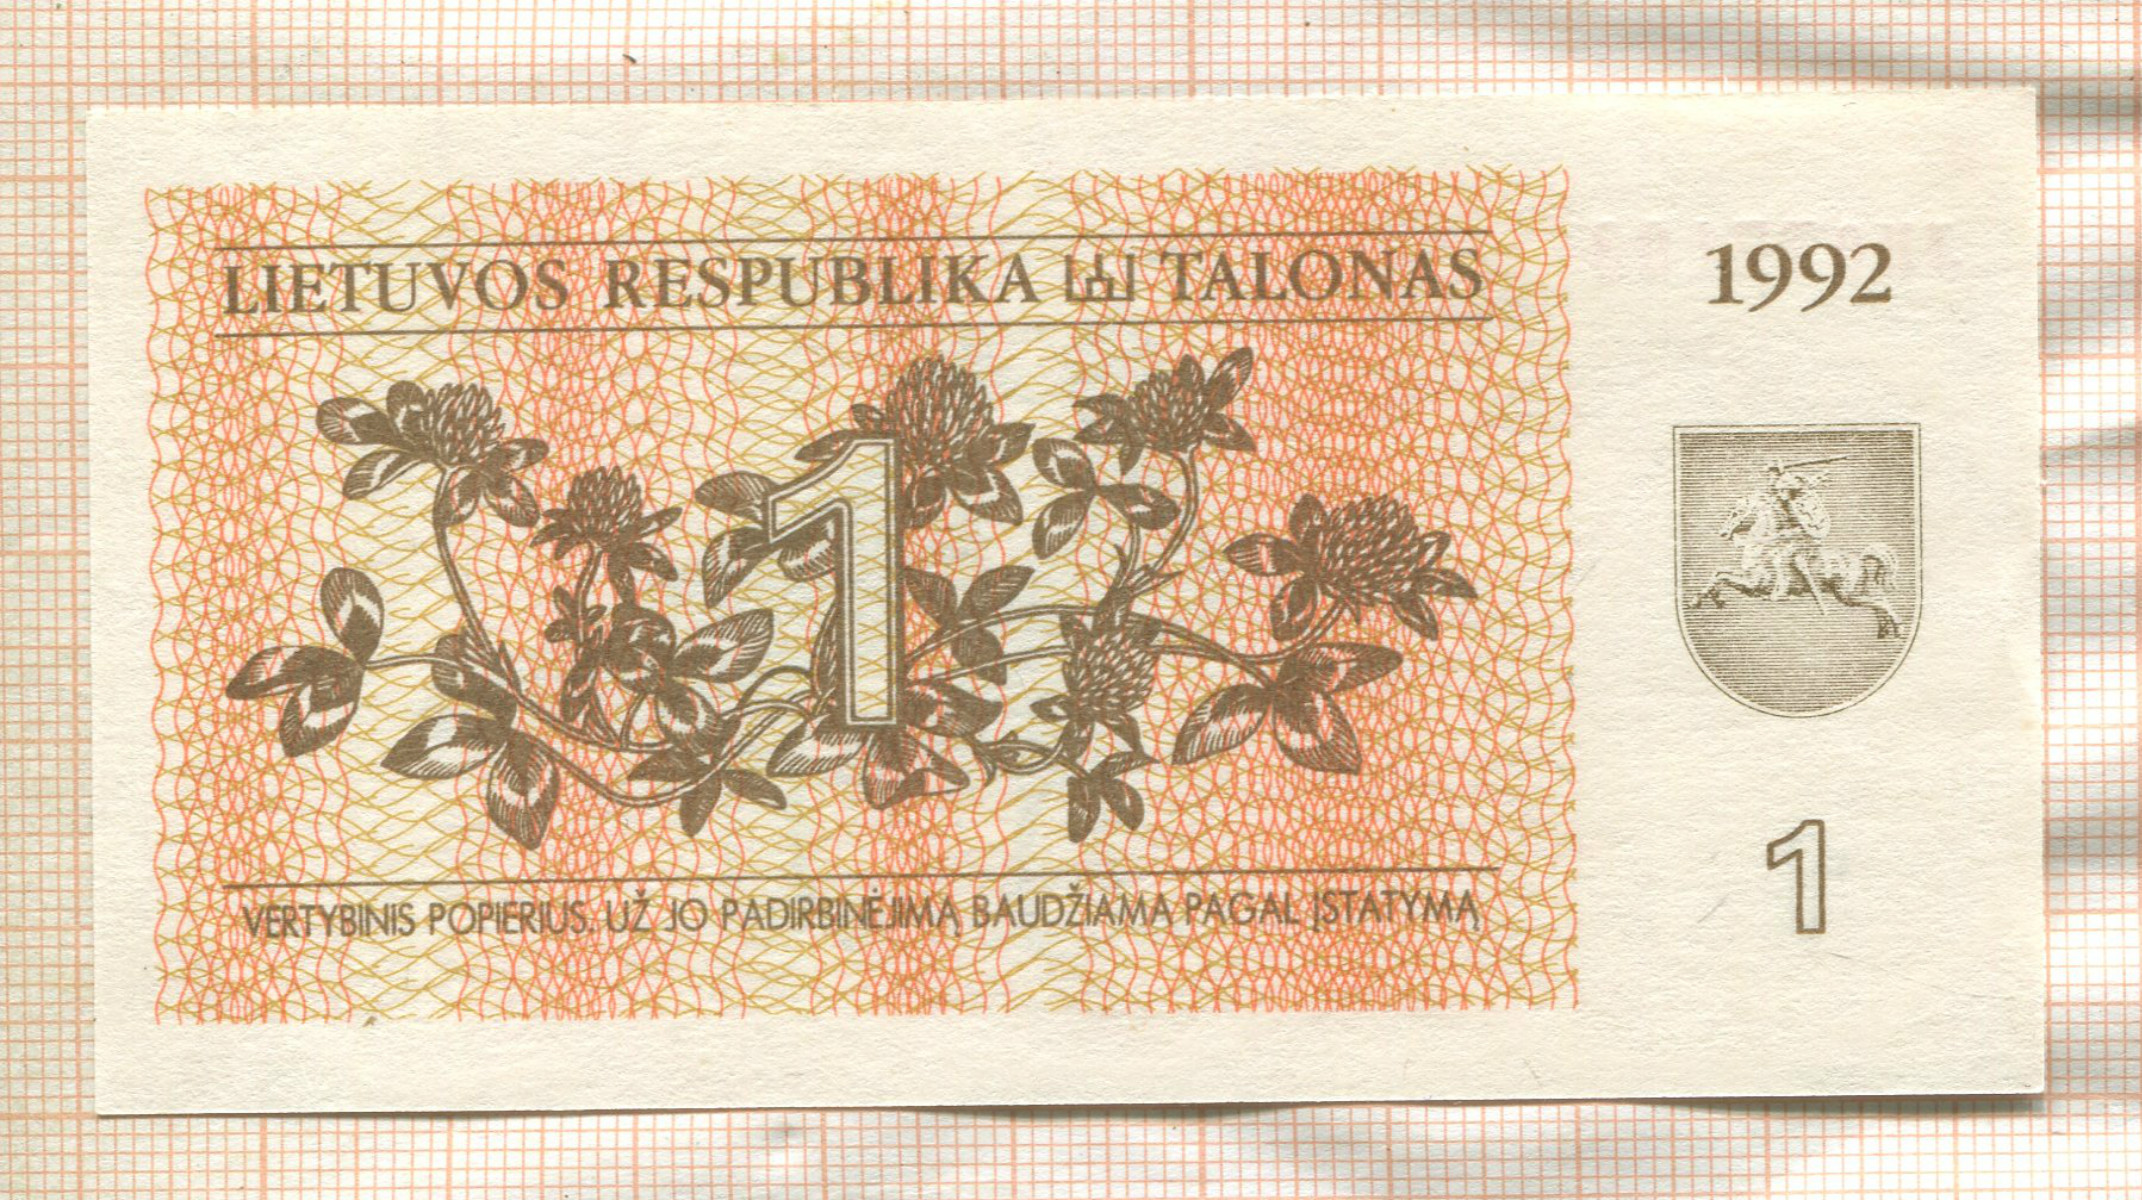 LIETUVOS RESPUBLIKA TALONAS
1992
1
1
VERTYBINIS POPIERIUS. UŽ JO PADIRBINĖJIMĄ BAUDŽIAMA PAGAL ĮSTATYMĄ